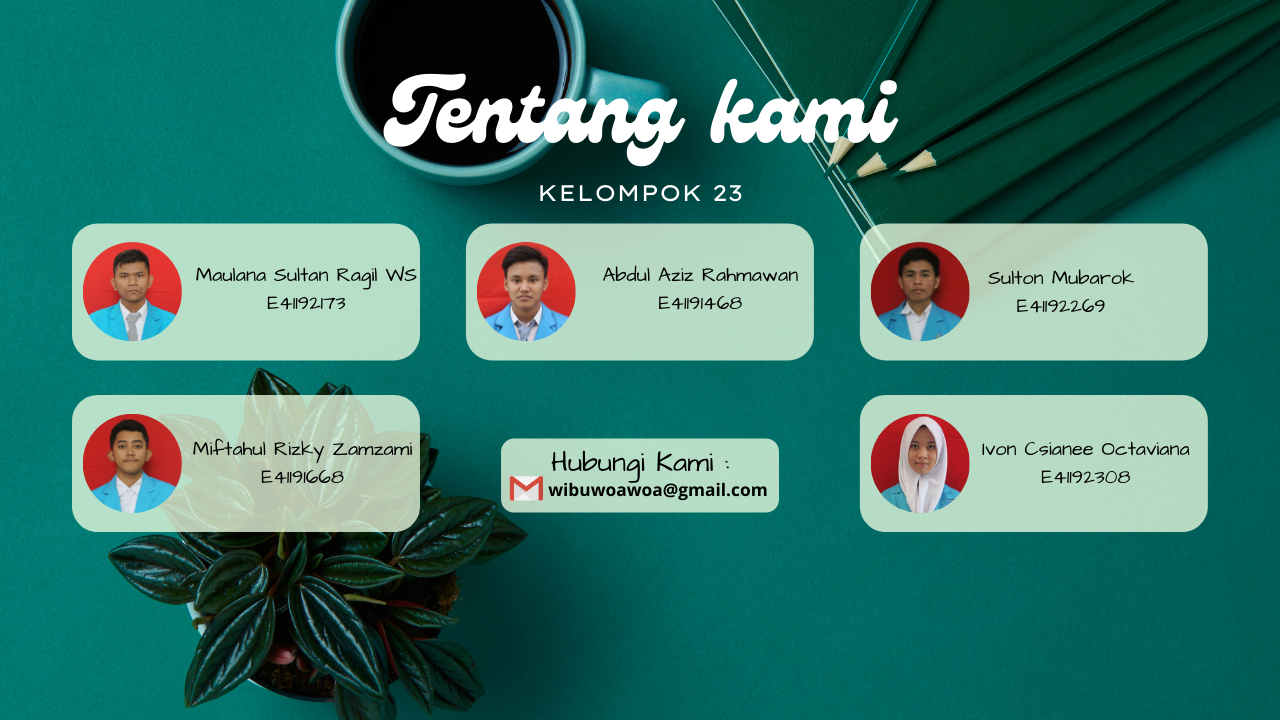 Tentang kami
KELOMPOK 23
Maulana Sultan Ragil WS
E41192173
Abdul Aziz Rahmawan
E41191468
Sulton Mubarok
E41192269
Miftahul Rizky Zamzami
E41191668
Hubungi Kami :
wibuwoawoa@gmail.com
Ivon Csianee Octaviana
E41192308